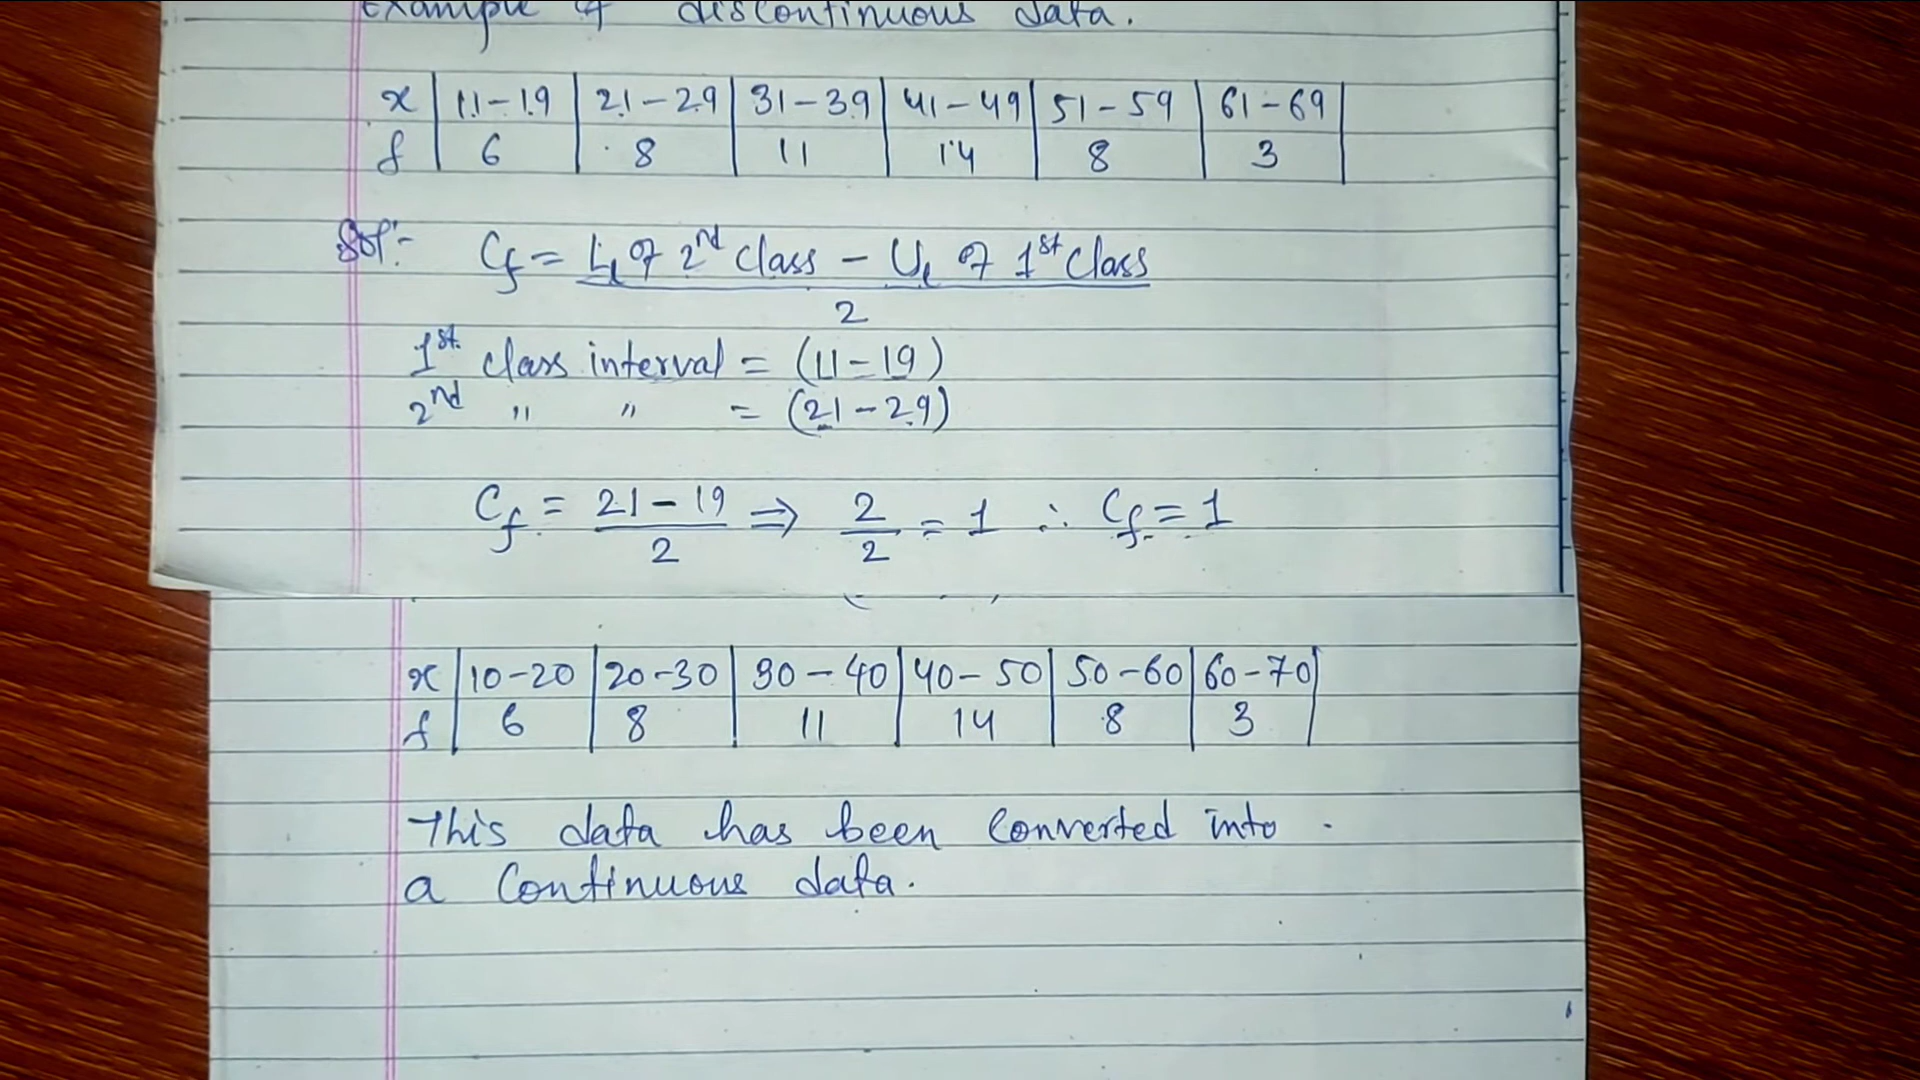 Example of discontinuous data.
x 11-19 21-29 31-39 41-49 51-59 61-69
f 6 8 11 14 8 3
Sol:- Cf = Ll of 2nd class - Ul of 1st class
2
1st class interval = (11-19)
2nd " " = (21-29)
Cf = 21-19 ⇒ 2 = 1 ∴ Cf = 1
2 2
x 10-20 20-30 30-40 40-50 50-60 60-70
f 6 8 11 14 8 3
This data has been converted into
a Continuous data.